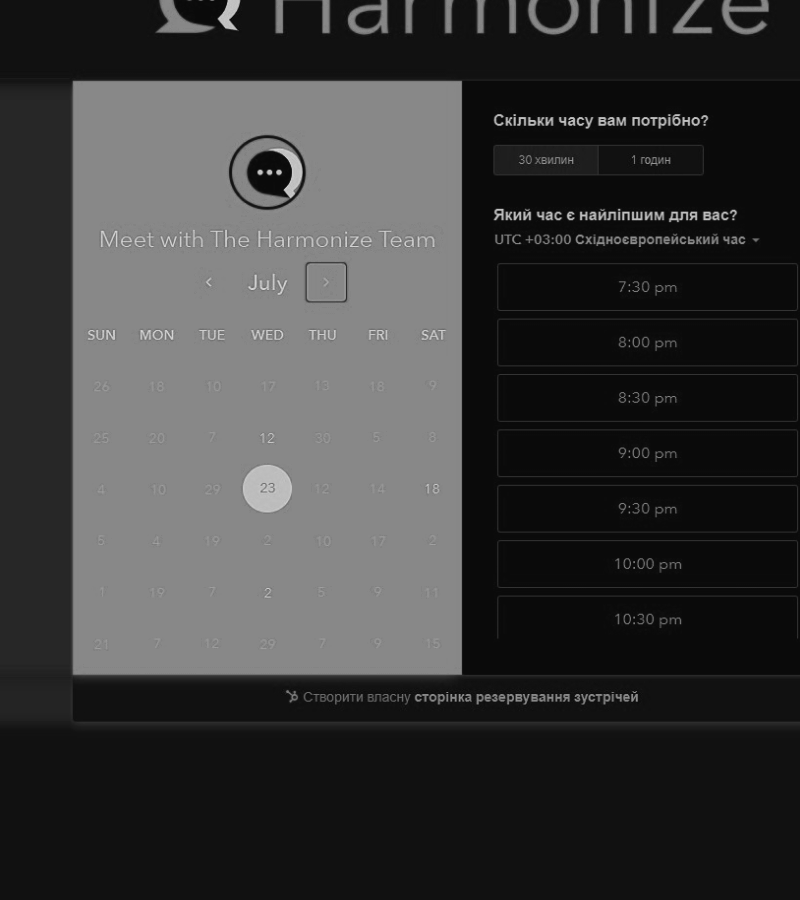 Harmonize
Meet with The Harmonize Team
July
SUN MON TUE WED THU FRI SAT
26 18 10 17 13 18 9
25 20 7 12 30 5 8
4 10 29 23 12 14 18
5 4 19 2 10 17 2
1 19 7 2 5 9 11
21 7 12 29 7 9 15
Скільки часу вам потрібно?
30 хвилин 1 годин
Який час є найліпшим для вас?
UTC +03:00 Східноєвропейський час
7:30 pm
8:00 pm
8:30 pm
9:00 pm
9:30 pm
10:00 pm
10:30 pm
Створити власну сторінка резервування зустрічей